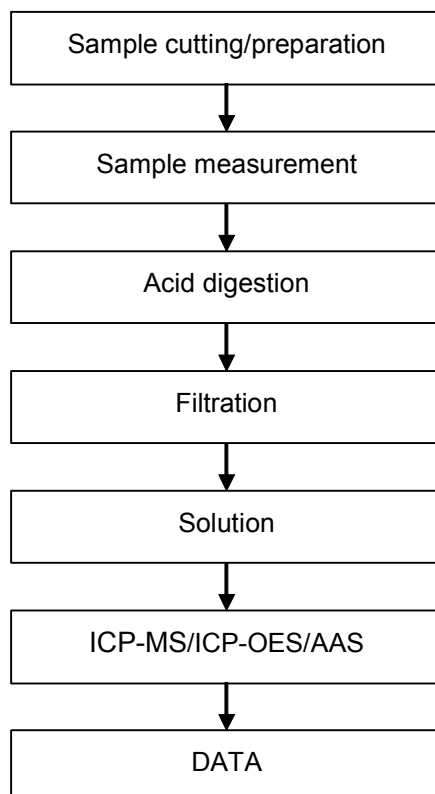 Sample cutting/preparation
Sample measurement
Acid digestion
Filtration
Solution
ICP-MS/ICP-OES/AAS
DATA